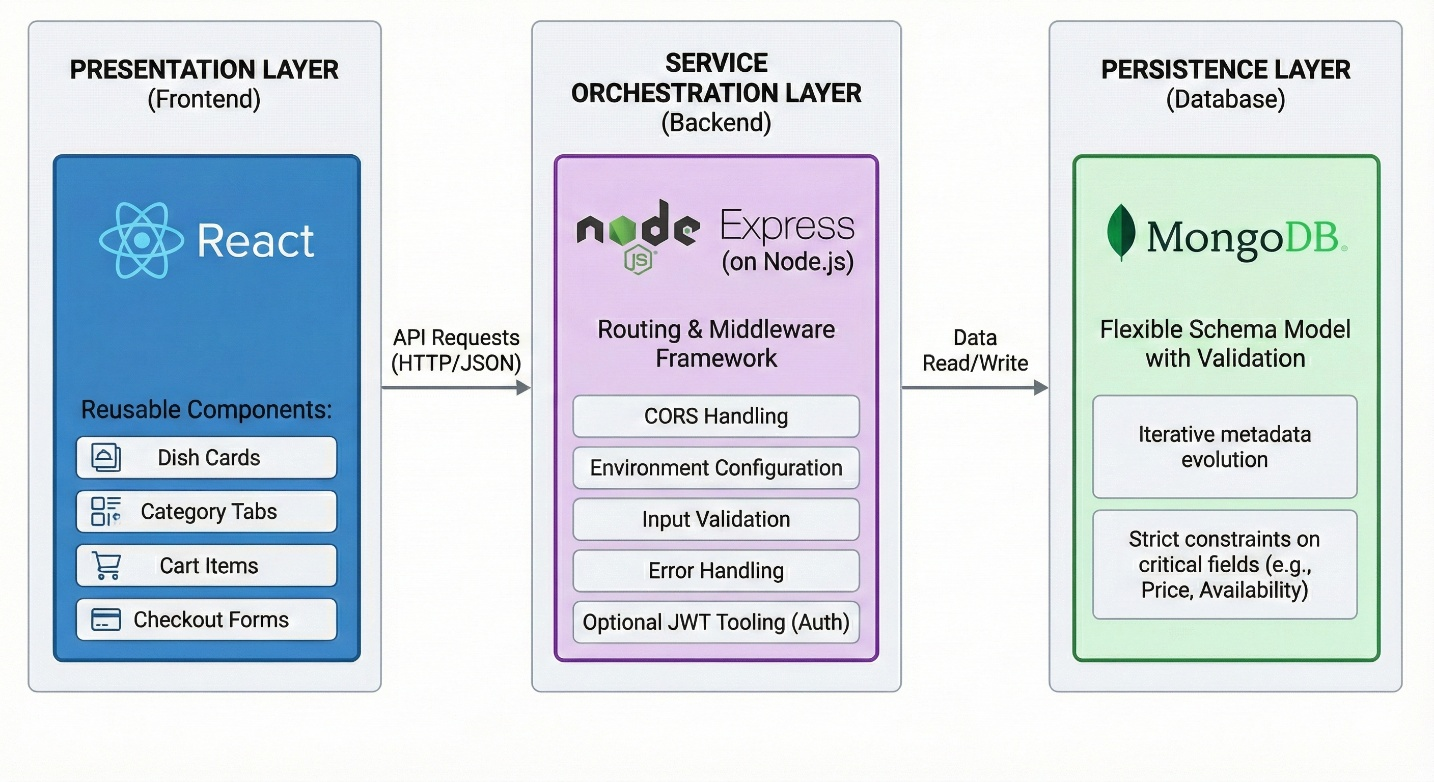 PRESENTATION LAYER
(Frontend)
React
Reusable Components:
Dish Cards
Category Tabs
Cart Items
Checkout Forms
API Requests
(HTTP/JSON)
SERVICE
ORCHESTRATION LAYER
(Backend)
node
JS
Express
(on Node.js)
Routing & Middleware
Framework
CORS Handling
Environment Configuration
Input Validation
Error Handling
Optional JWT Tooling (Auth)
Data
Read/Write
PERSISTENCE LAYER
(Database)
MongoDB.
Flexible Schema Model
with Validation
Iterative metadata
evolution
Strict constraints on
critical fields (e.g.,
Price, Availability)